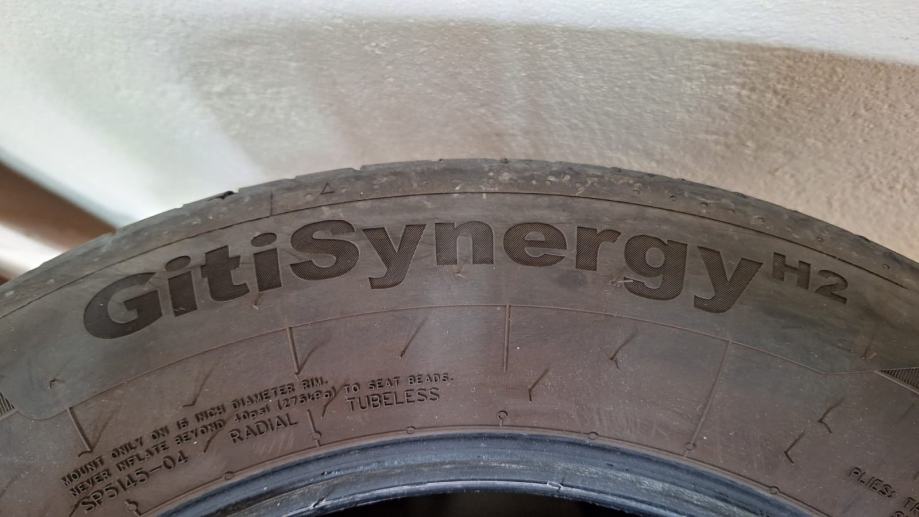 GitiSynergy H2
MOUNT ONLY ON 16 INCH DIAMETER RIM.
NEVER INFLATE BEYOND 40psi (275kPa) TO SEAT BEADS.
SP5145-04 RADIAL TUBELESS
PLIES: